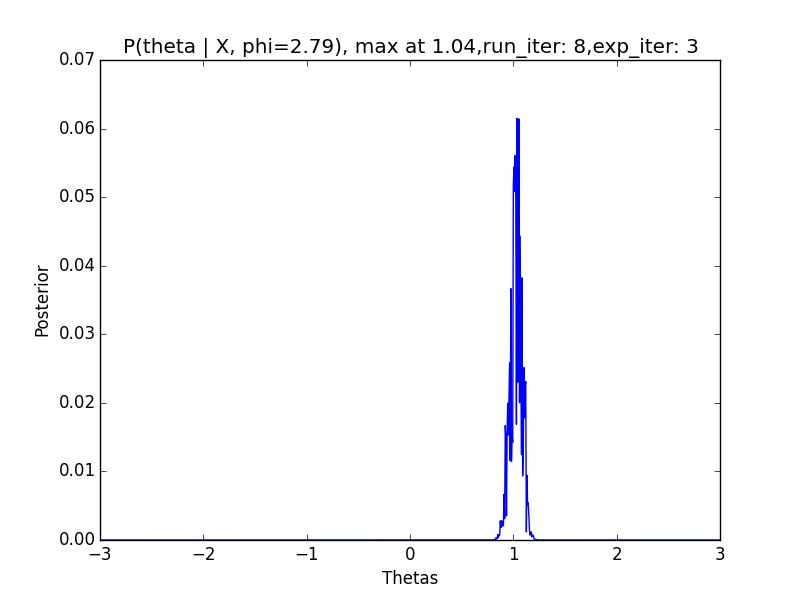 P(theta | X, phi=2.79), max at 1.04,run_iter: 8,exp_iter: 3
0.07
0.06
0.05
0.04
0.03
0.02
0.01
0.00
Posterior
−3 −2 −1 0 1 2 3
Thetas